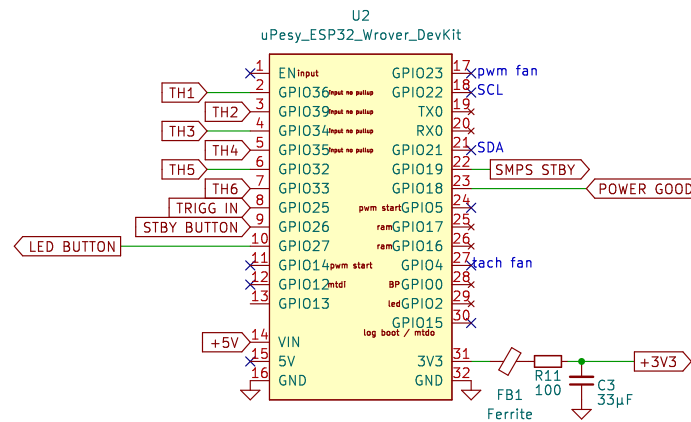 U2
uPesy_ESP32_Wrover_DevKit
1 EN input GPIO23 17 pwm fan
TH1 2 GPIO36 Input no pullup GPIO22 18 SCL
TH2 3 GPIO39 Input no pullup TX0 19
TH3 4 GPIO34 Input no pullup RX0 20
TH4 5 GPIO35 Input no pullup GPIO21 21 SDA
TH5 6 GPIO32 GPIO19 22 SMPS STBY
TH6 7 GPIO33 GPIO18 23 POWER GOOD
TRIGG IN 8 GPIO25 pwm start GPIO5 24
STBY BUTTON 9 GPIO26 ram GPIO17 25
LED BUTTON 10 GPIO27 ram GPIO16 26
11 GPIO14 pwm start GPIO4 27 tach fan
12 GPIO12 mtdi BP GPIO0 28
13 GPIO13 led GPIO2 29
GPIO15 30
log boot / mtdo
+5V 14 VIN
15 5V 3V3 31 +3V3
16 GND GND 32
R11
100
C3
33µF
FB1
Ferrite